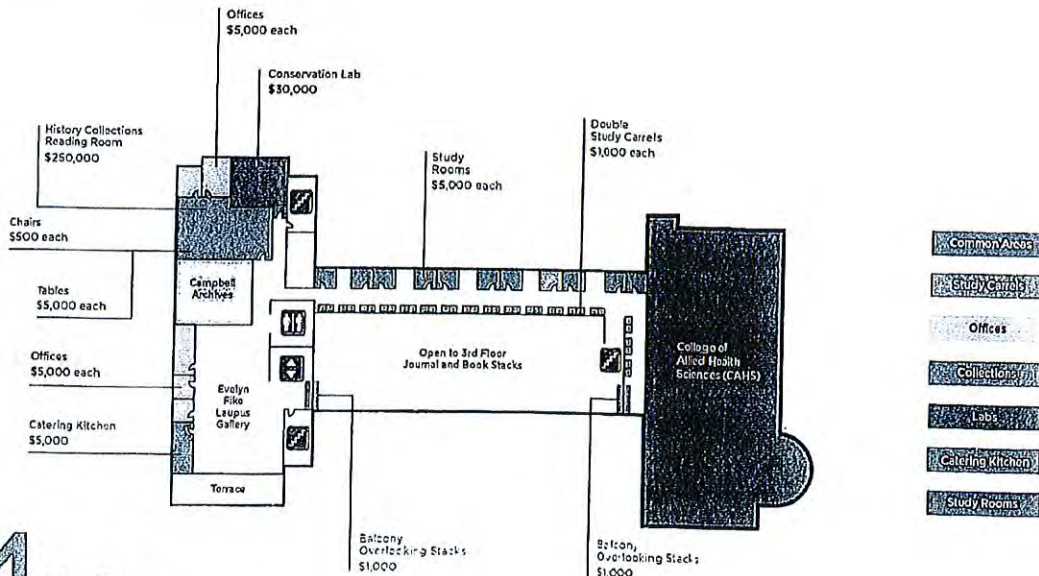 Offices
$5,000 each
Conservation Lab
$30,000
History Collections
Reading Room
$250,000
Study
Rooms
$5,000 each
Double
Study Carrels
$1,000 each
Chairs
$500 each
Tables
$5,000 each
Campbell
Archives
Offices
$5,000 each
Evelyn
Fike
Laupus
Gallery
Catering Kitchen
$5,000
Terrace
Open to 3rd Floor
Journal and Book Stacks
College of
Allied Health
Sciences (CAHS)
Balcony
Overlooking Stacks
$1,000
Balcony
Overlooking Stacks
$1,000
Common Areas
Study Carrels
Offices
Collections
Labs
Catering Kitchen
Study Rooms
4